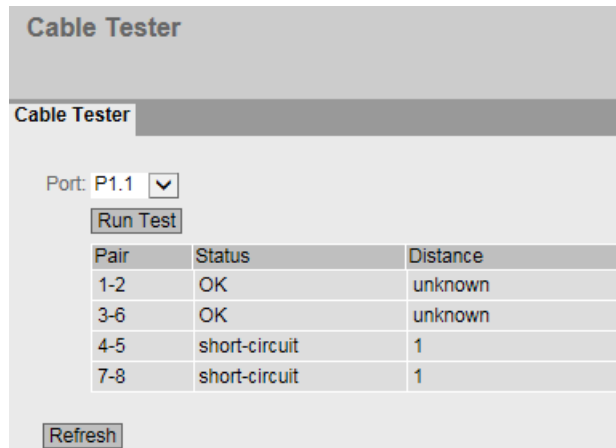 Cable Tester
Cable Tester
Port: P1.1
Run Test
Pair Status Distance
1-2 OK unknown
3-6 OK unknown
4-5 short-circuit 1
7-8 short-circuit 1
Refresh